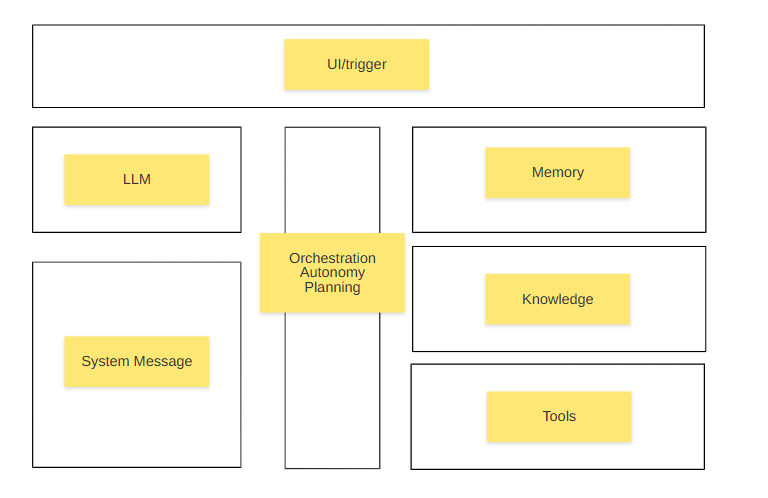 UI/trigger
LLM
Memory
Orchestration
Autonomy
Planning
Knowledge
System Message
Tools